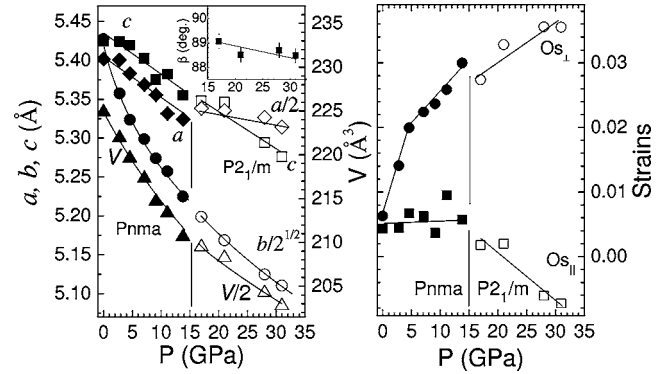 a, b, c (Å)
5.45
5.40
5.35
5.30
5.25
5.20
5.15
5.10
c
a
V
Pnma
β (deg.)
90
89
88
15 20 25 30
a/2
P2₁/m
c
b/2^1/2
V/2
235
230
225
220
215
210
205
V (Å³)
0 5 10 15 20 25 30 35
P (GPa)
Os⊥
Os||
Pnma
P2₁/m
0.03
0.02
0.006
0.00
Strains
0 5 10 15 20 25 30 35
P (GPa)